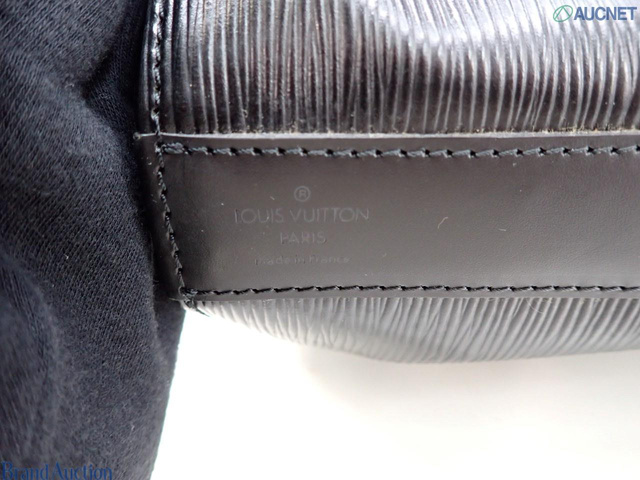 AUCNET
®
LOUIS VUITTON
PARIS
made in France
Brand Auction